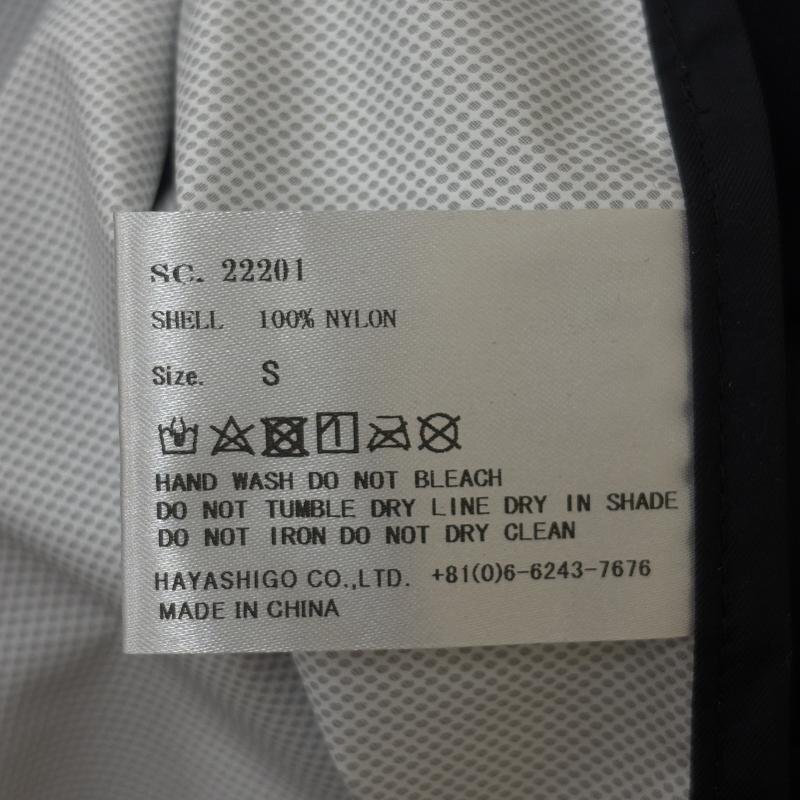 SC. 22201
SHELL 100% NYLON
Size. S
HAND WASH DO NOT BLEACH
DO NOT TUMBLE DRY LINE DRY IN SHADE
DO NOT IRON DO NOT DRY CLEAN
HAYASHIGO CO.,LTD. +81(0)6-6243-7676
MADE IN CHINA